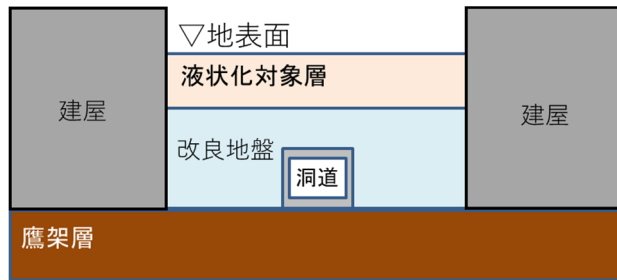 ▽地表面
液状化対象層
建屋
建屋
改良地盤
洞道
鷹架層